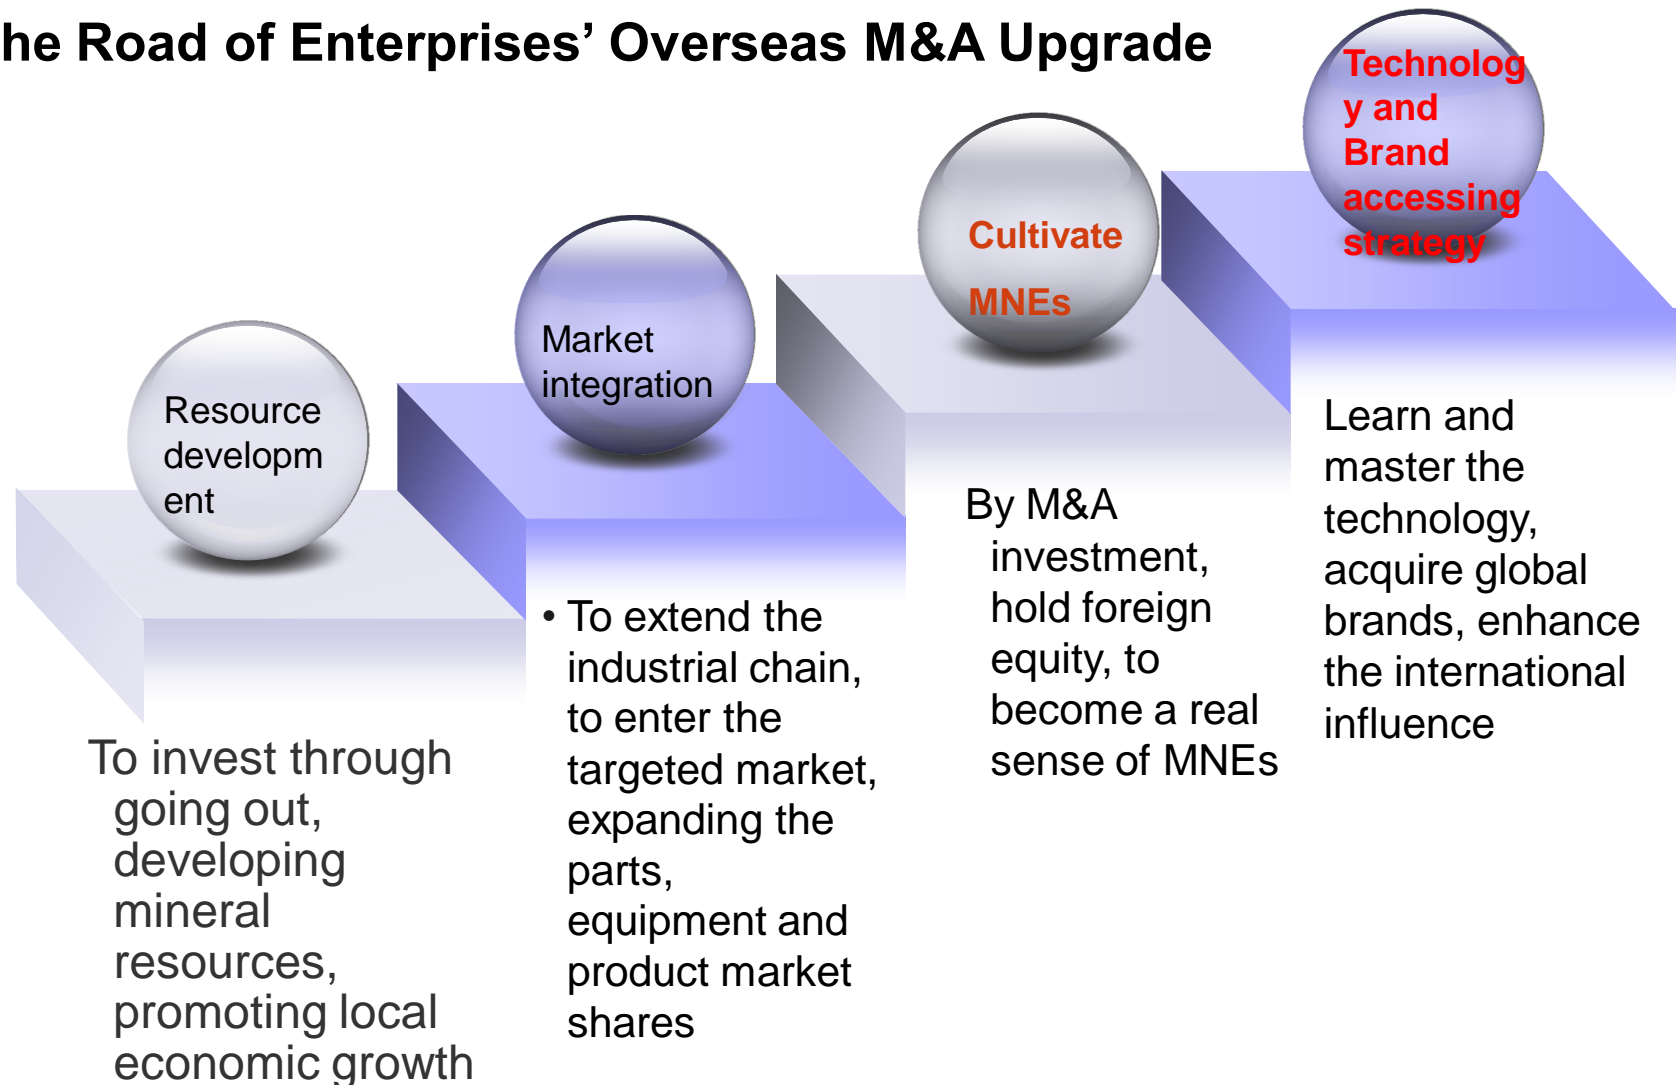 he Road of Enterprises’ Overseas M&A Upgrade
Resource
developm
ent
To invest through
going out,
developing
mineral
resources,
promoting local
economic growth
Market
integration
• To extend the
industrial chain,
to enter the
targeted market,
expanding the
parts,
equipment and
product market
shares
Cultivate
MNEs
By M&A
investment,
hold foreign
equity, to
become a real
sense of MNEs
Technolog
y and
Brand
accessing
strategy
Learn and
master the
technology,
acquire global
brands, enhance
the international
influence